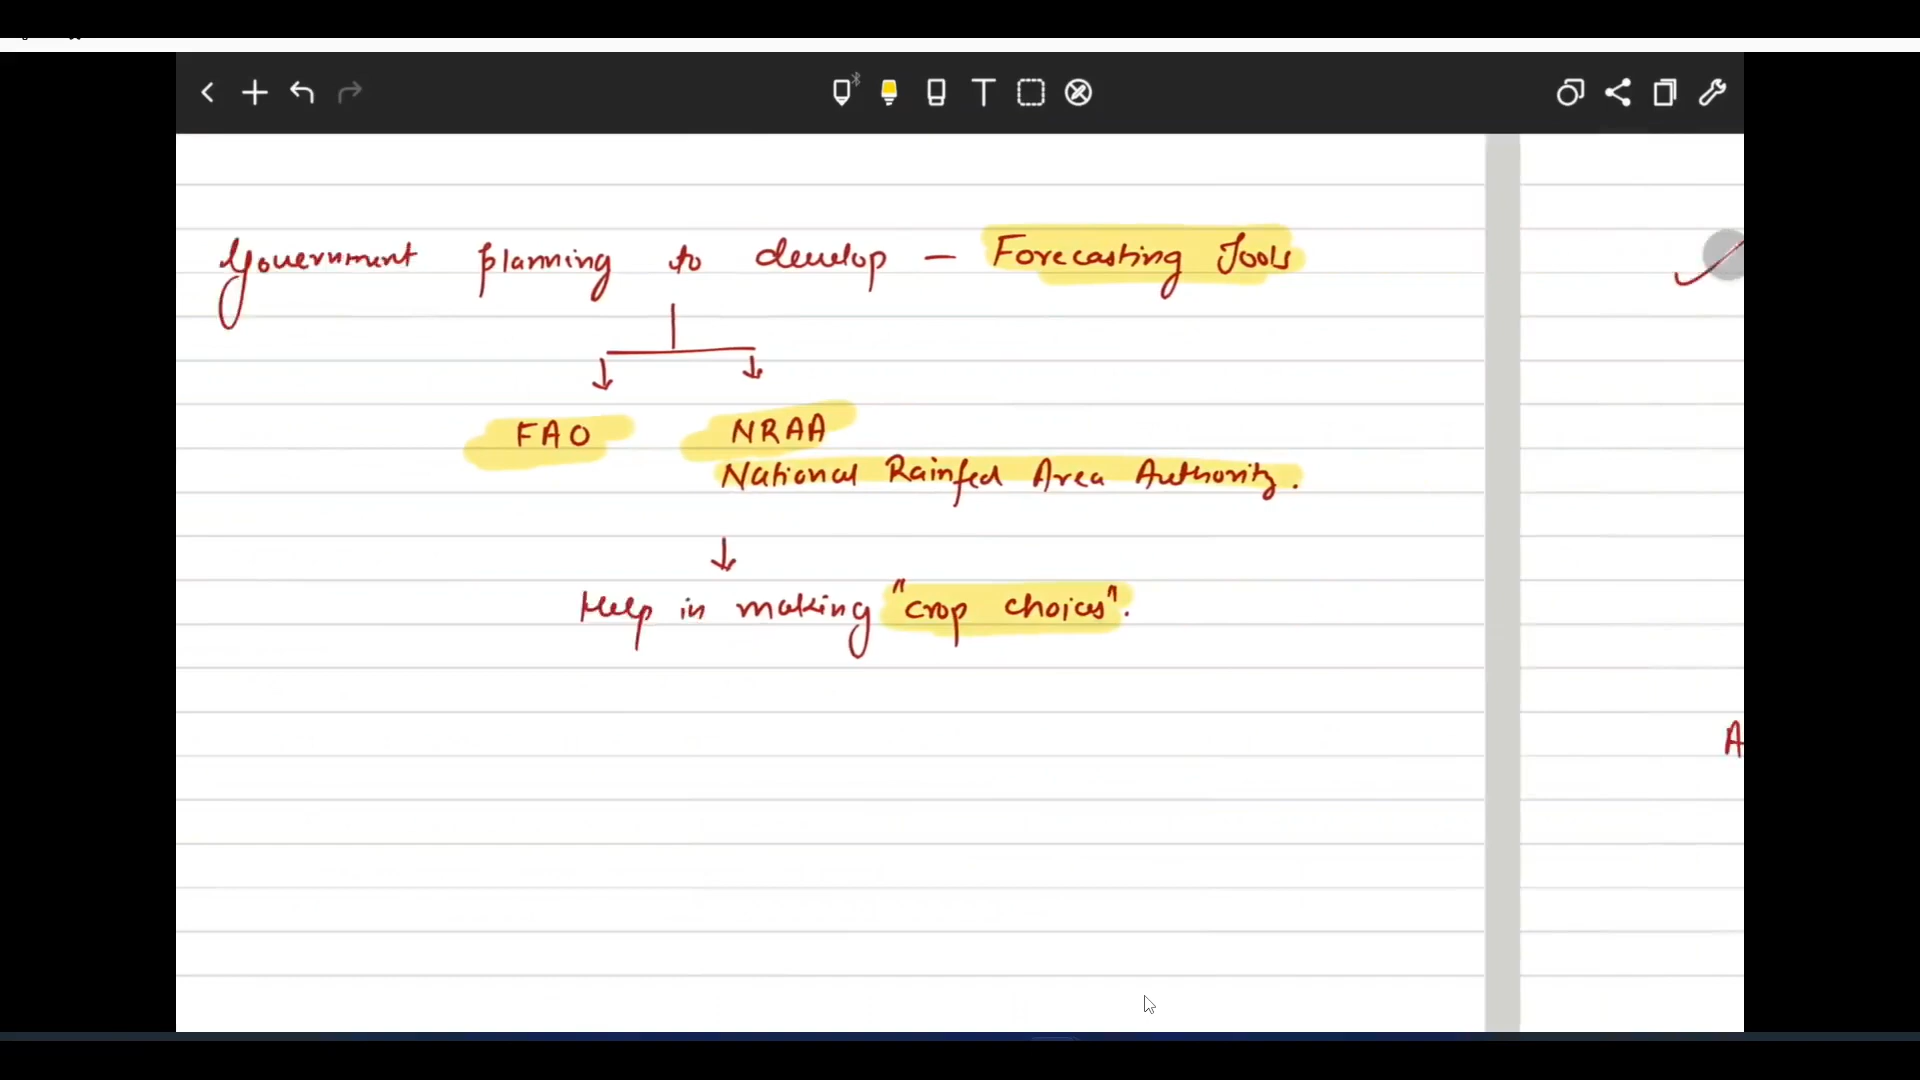 Government planning to develop — Forecasting Tools
FAO NRAA
National Rainfed Area Authority.
Help in making "crop choices".
A